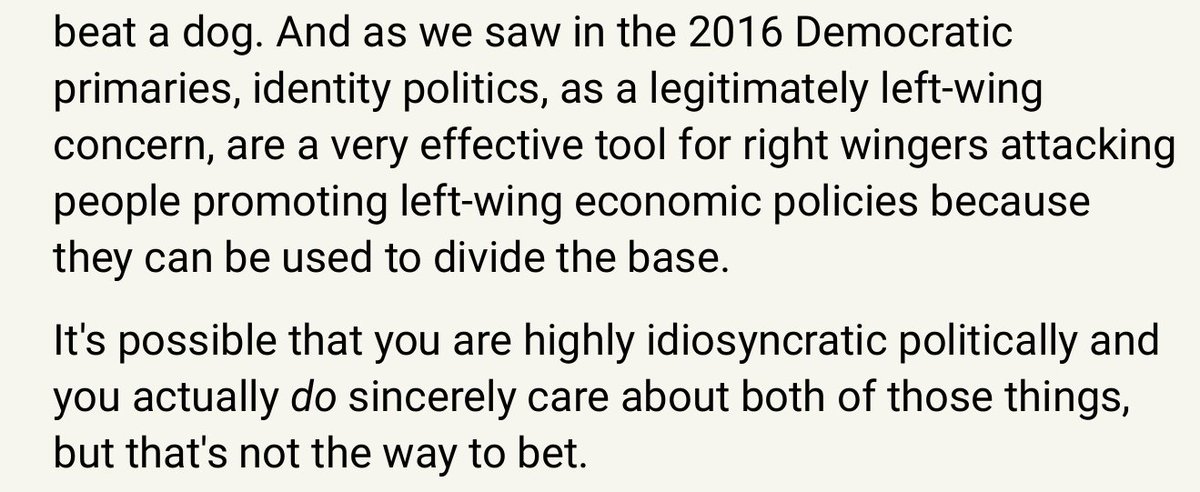 beat a dog. And as we saw in the 2016 Democratic
primaries, identity politics, as a legitimately left-wing
concern, are a very effective tool for right wingers attacking
people promoting left-wing economic policies because
they can be used to divide the base.
It's possible that you are highly idiosyncratic politically and
you actually do sincerely care about both of those things,
but that's not the way to bet.